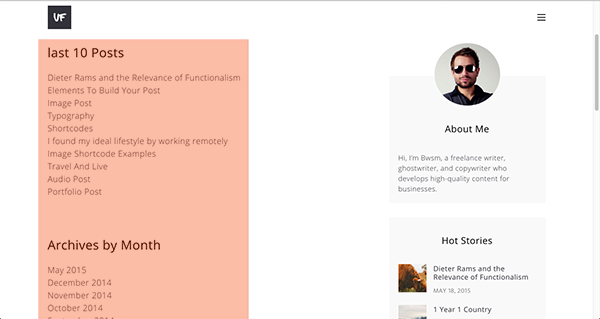 UF
last 10 Posts
Dieter Rams and the Relevance of Functionalism
Elements To Build Your Post
Image Post
Typography
Shortcodes
I found my ideal lifestyle by working remotely
Image Shortcode Examples
Travel And Live
Audio Post
Portfolio Post
Archives by Month
May 2015
December 2014
November 2014
October 2014
September 2014
About Me
Hi, I'm Bwsm, a freelance writer,
ghostwriter, and copywriter who
develops high-quality content for
businesses.
Hot Stories
Dieter Rams and the
Relevance of Functionalism
MAY 18, 2015
1 Year 1 Country